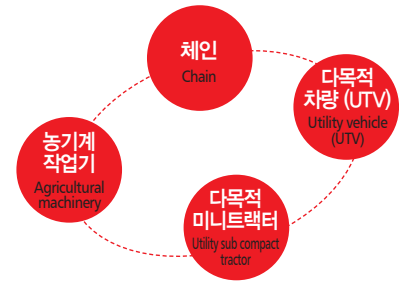 체인
Chain
다목적
차량 (UTV)
Utility vehicle
(UTV)
농기계
작업기
Agricultural
machinery
다목적
미니트랙터
Utility sub compact
tractor